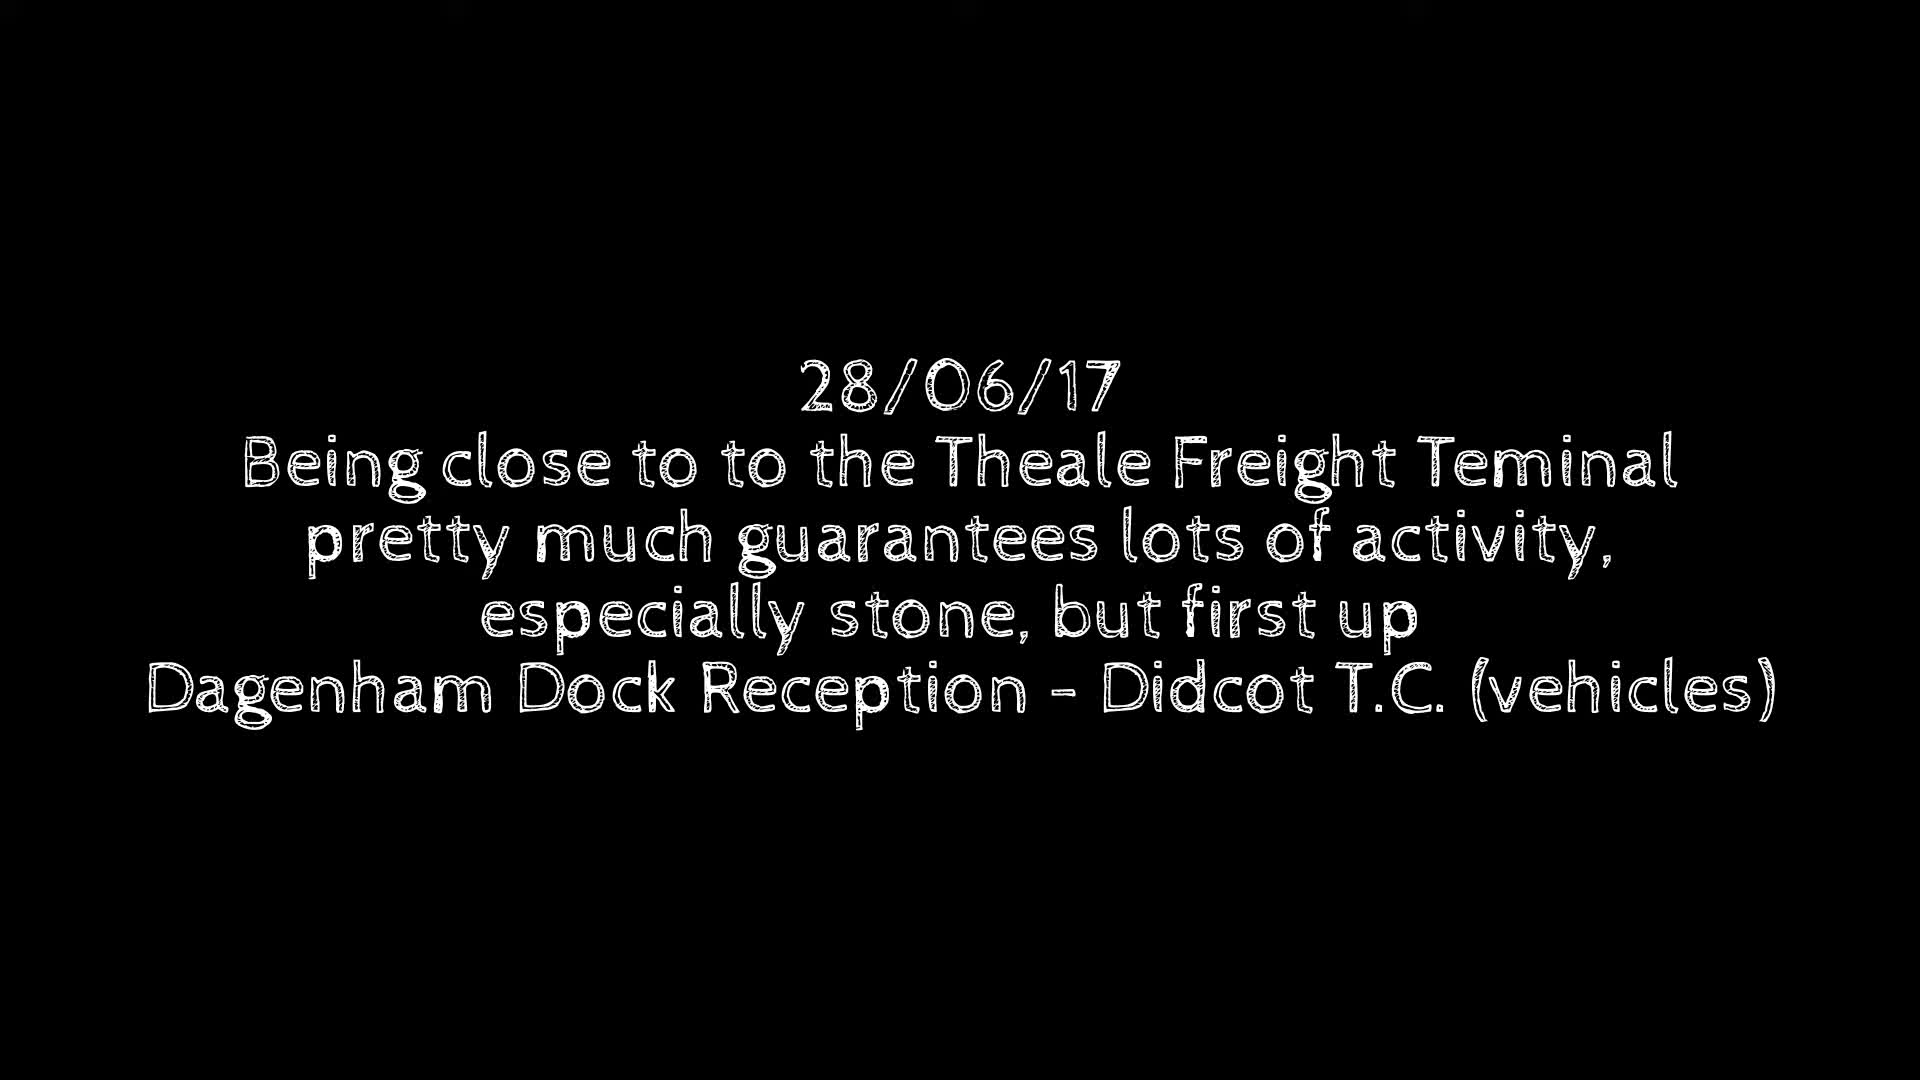 28/06/17
Being close to to the Theale Freight Teminal
pretty much guarantees lots of activity,
especially stone, but first up
Dagenham Dock Reception - Didcot T.C. (vehicles)